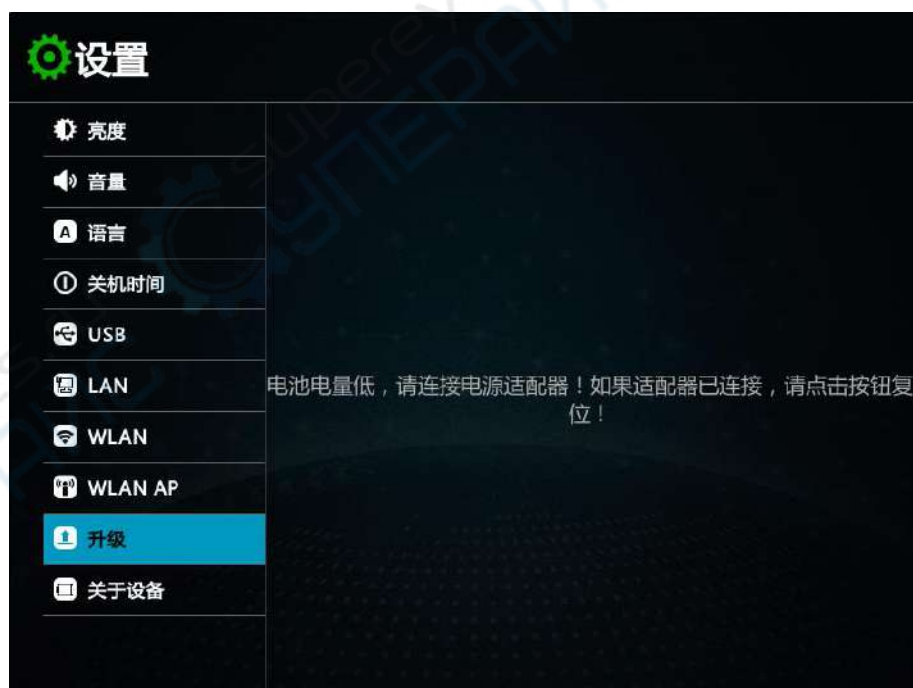 设置
亮度
音量
A 语言
关机时间
USB
LAN
WLAN
WLAN AP
升级
关于设备
电池电量低，请连接电源适配器！如果适配器已连接，请点击按钮复
位！
superey
СУПЕРАЙ